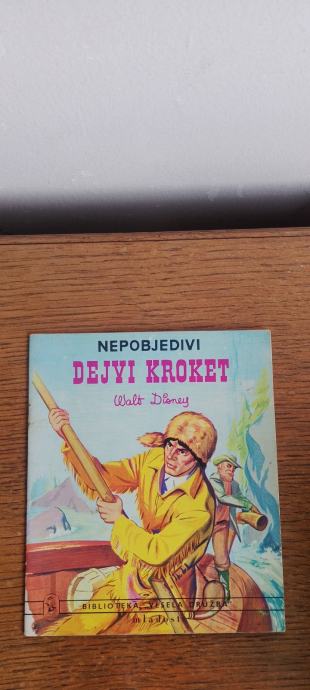 NEPOBJEDIVI
DEJVI KROKET
Walt Disney
BIBLIOTEKA „VESELA DRUŽBA”
mladost